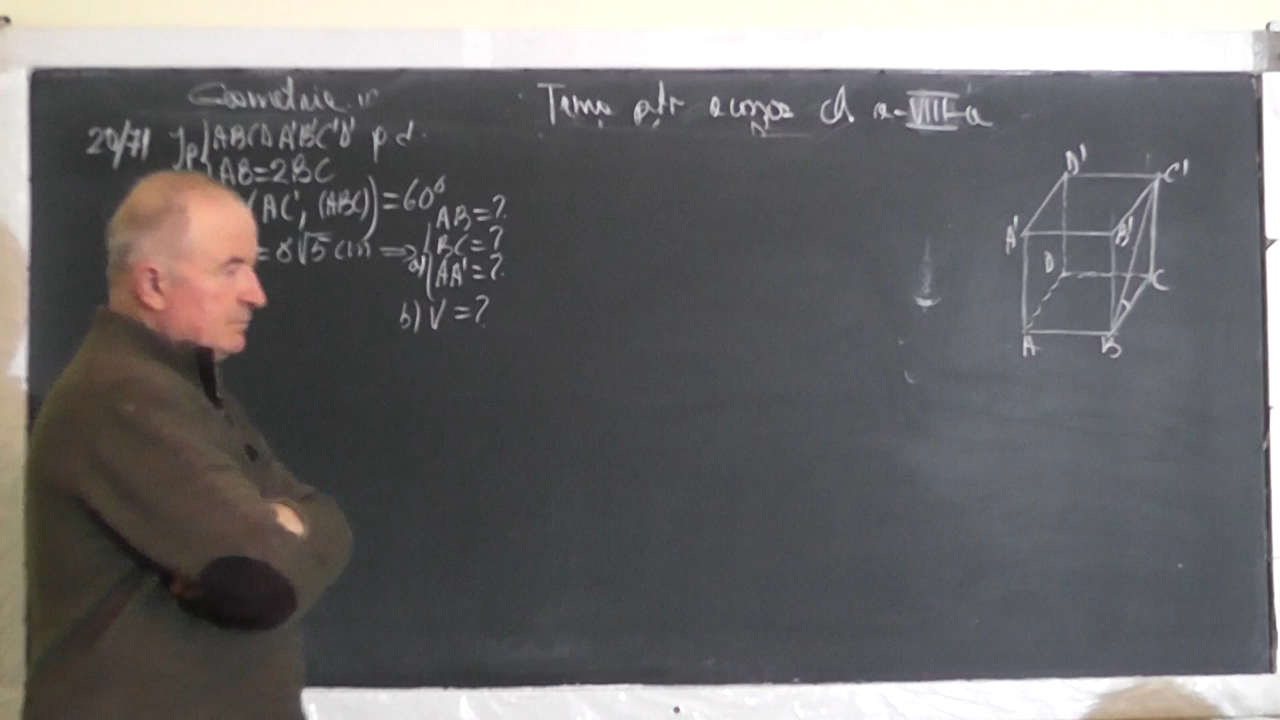 Geometrie
Tema ptr acasa cl a-VIII-a
20/71 Jp ABCDA'B'C'D' p.d.
AB=2BC
(AC', (ABC))=60°
=8√5 cm ⇒ a) AB=?
BC=?
AA'=?
b) V=?
D' C'
A' B'
D C
A B